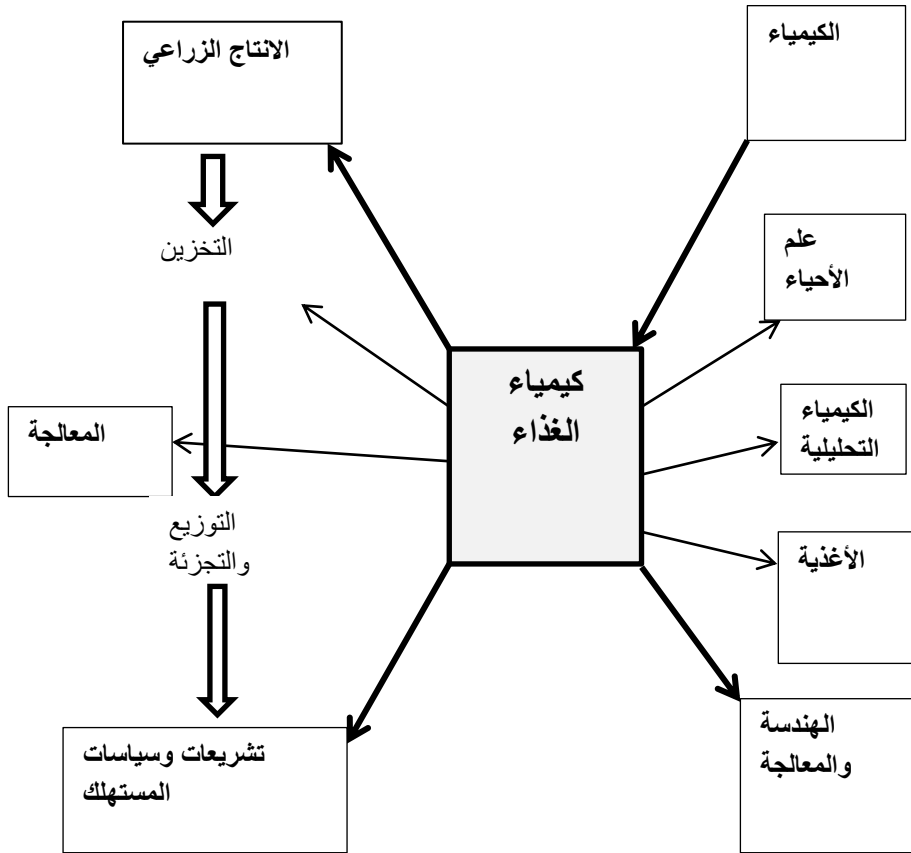 الكيمياء
الانتاج الزراعي
علم
الأحياء
التخزين
كيمياء
الغذاء
الكيمياء
التحليلية
المعالجة
التوزيع
والتجزئة
الأغذية
الهندسة
والمعالجة
تشريعات وسياسات
المستهلك